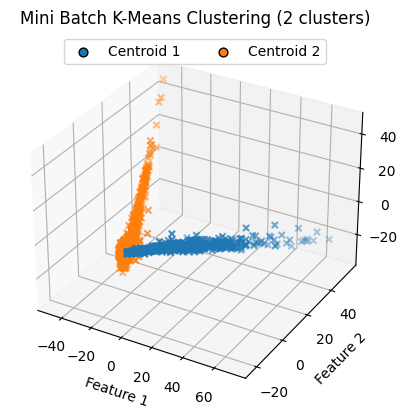 Mini Batch K-Means Clustering (2 clusters)
Centroid 1 Centroid 2
40
20
0
−20
−40 −20 0 20 40 60
Feature 1
−20 0 20 40
Feature 2